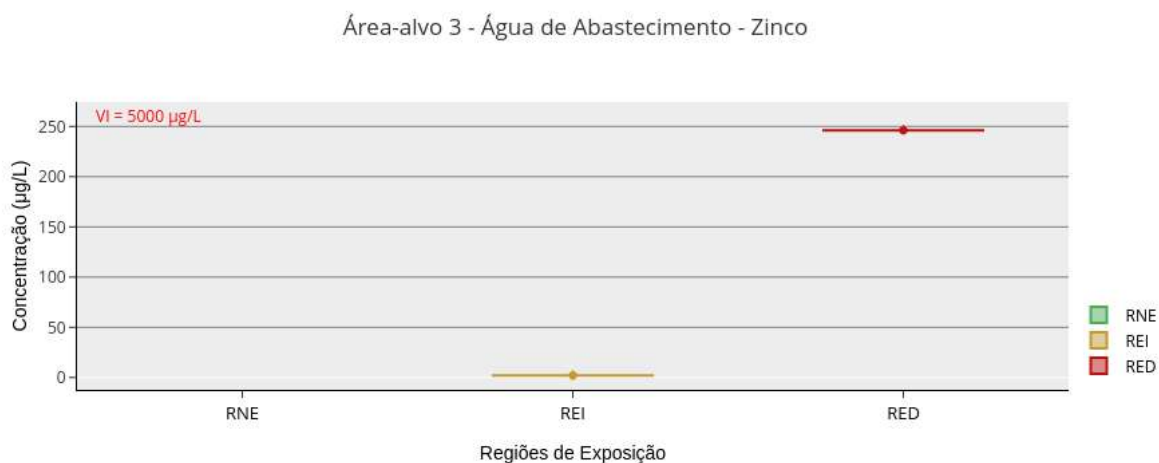 Área-alvo 3 - Água de Abastecimento - Zinco
VI = 5000 µg/L
250
200
150
100
50
0
Concentração (µg/L)
RNE
REI
RED
Regiões de Exposição
RNE
REI
RED